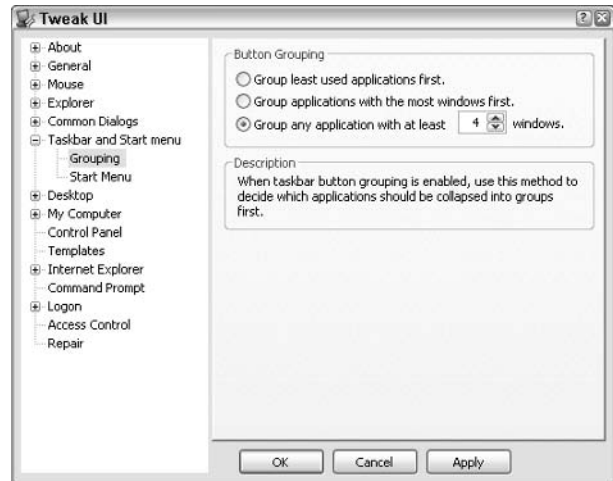 Tweak UI
About
General
Mouse
Explorer
Common Dialogs
Taskbar and Start menu
Grouping
Start Menu
Desktop
My Computer
Control Panel
Templates
Internet Explorer
Command Prompt
Logon
Access Control
Repair
Button Grouping
Group least used applications first.
Group applications with the most windows first.
Group any application with at least 4 windows.
Description
When taskbar button grouping is enabled, use this method to
decide which applications should be collapsed into groups
first.
OK Cancel Apply